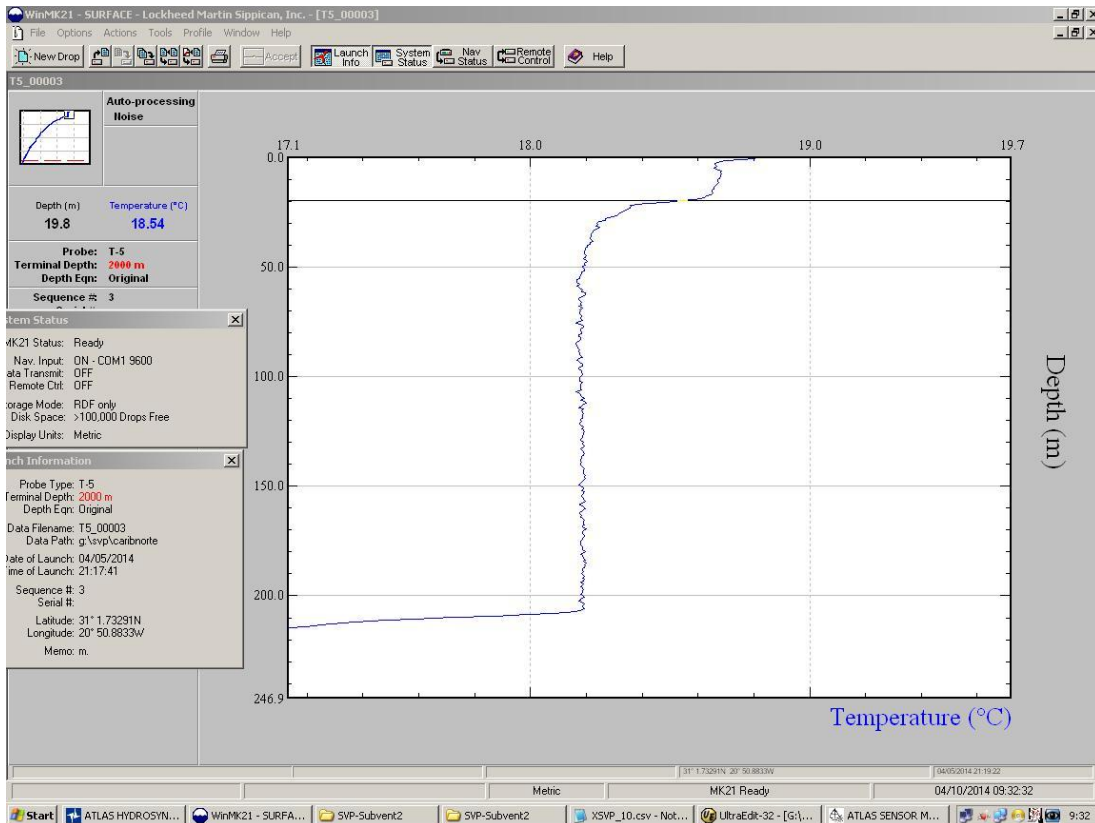 WinMK21 - SURFACE - Lockheed Martin Sippican, Inc. - [T5_00003]
File Options Actions Tools Profile Window Help
New Drop Accept Launch Info System Status Nav Status Remote Control Help
T5_00003
Auto-processing
Noise
Depth (m) Temperature (°C)
19.8 18.54
Probe: T-5
Terminal Depth: 2000 m
Depth Eqn: Original
Sequence #: 3
stem Status
MK21 Status: Ready
Nav. Input: ON - COM1 9600
ata Transmit: OFF
Remote Ctrl: OFF
orage Mode: RDF only
Disk Space: >100,000 Drops Free
Display Units: Metric
nch Information
Probe Type: T-5
Terminal Depth: 2000 m
Depth Eqn: Original
Data Filename: T5_00003
Data Path: g:\svp\caribnorte
Date of Launch: 04/05/2014
Time of Launch: 21:17:41
Sequence #: 3
Serial #:
Latitude: 31° 1.73291N
Longitude: 20° 50.8833W
Memo: m.
17.1 18.0 19.0 19.7
0.0
50.0
100.0
150.0
200.0
246.9
Depth (m)
Temperature (°C)
31° 1.73291N 20° 50.8833W 04/05/2014 21:19:22
Metric MK21 Ready 04/10/2014 09:32:32
Start ATLAS HYDROSYN... WinMK21 - SURFA... SVP-Subvent2 SVP-Subvent2 XSVP_10.csv - Not... UltraEdit-32 - [G:\... ATLAS SENSOR M... 9:32